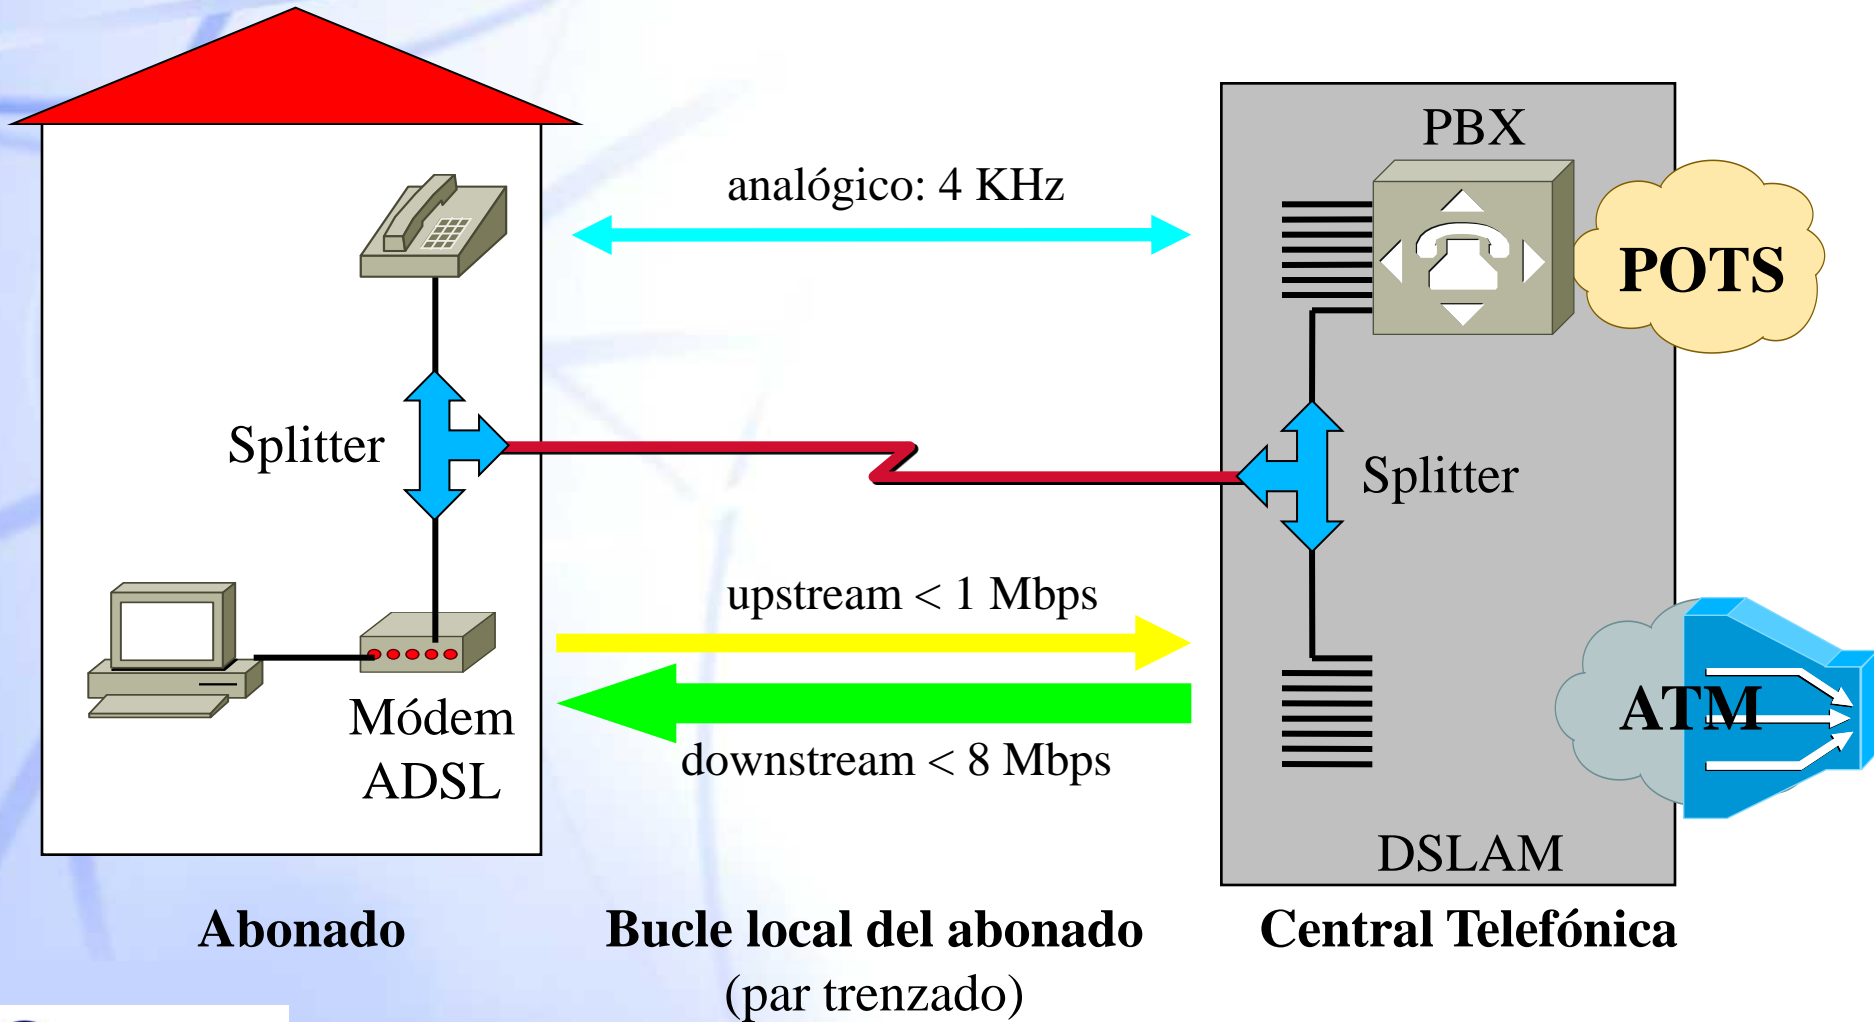 PBX
analógico: 4 KHz
POTS
Splitter
Splitter
upstream < 1 Mbps
ATM
Módem
ADSL
downstream < 8 Mbps
DSLAM
Abonado
Bucle local del abonado
(par trenzado)
Central Telefónica